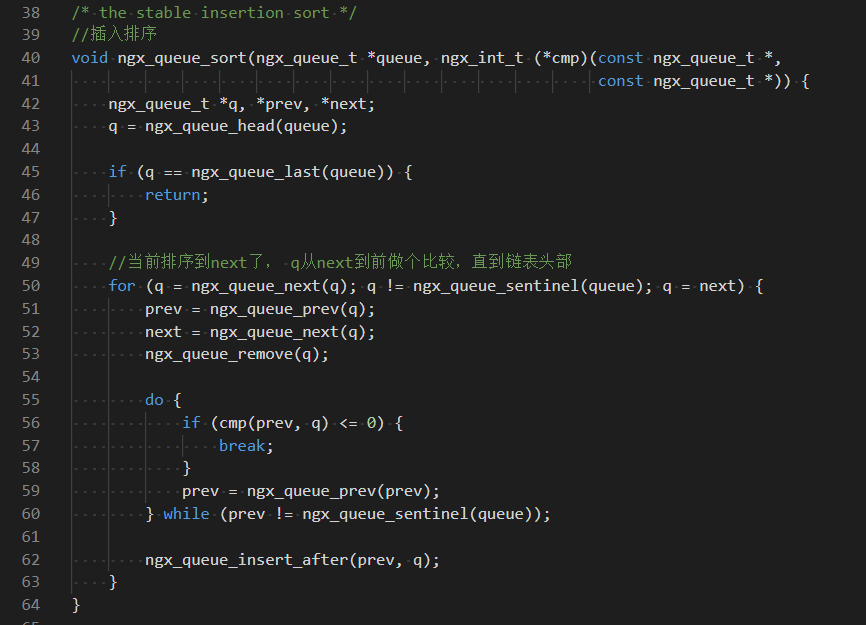 38 /* the stable insertion sort */
39 //插入排序
40 void ngx_queue_sort(ngx_queue_t *queue, ngx_int_t (*cmp)(const ngx_queue_t *,
41 const ngx_queue_t *)) {
42 ngx_queue_t *q, *prev, *next;
43 q = ngx_queue_head(queue);
44
45 if (q == ngx_queue_last(queue)) {
46 return;
47 }
48
49 //当前排序到next了, q从next到前做个比较，直到链表头部
50 for (q = ngx_queue_next(q); q != ngx_queue_sentinel(queue); q = next) {
51 prev = ngx_queue_prev(q);
52 next = ngx_queue_next(q);
53 ngx_queue_remove(q);
54
55 do {
56 if (cmp(prev, q) <= 0) {
57 break;
58 }
59 prev = ngx_queue_prev(prev);
60 } while (prev != ngx_queue_sentinel(queue));
61
62 ngx_queue_insert_after(prev, q);
63 }
64 }